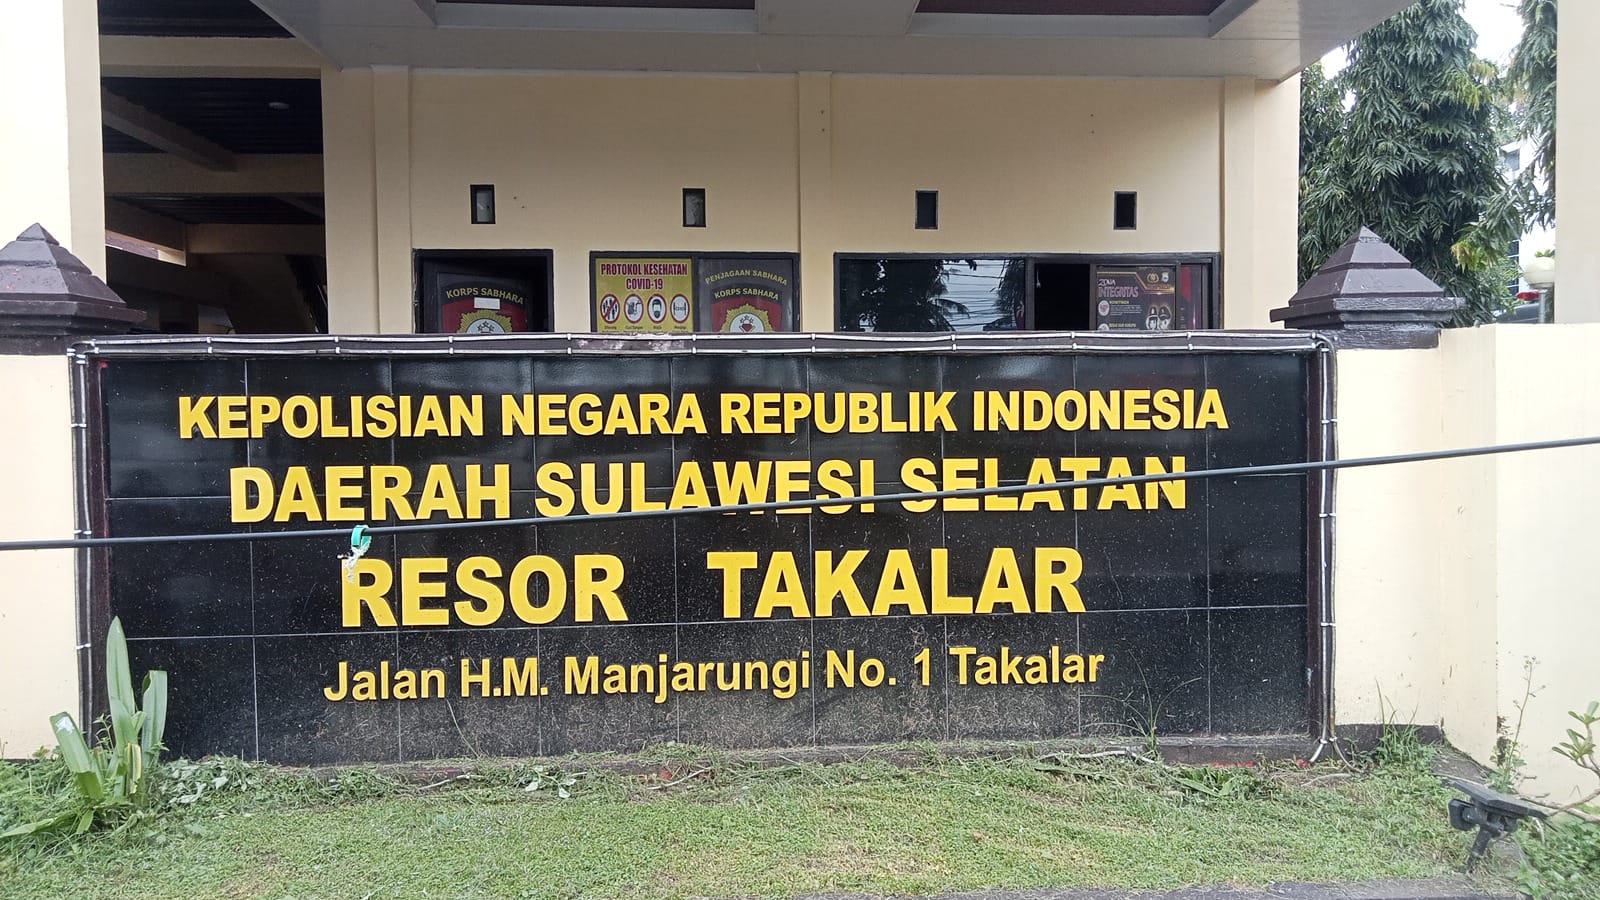 KORPS SABHARA
PROTOKOL KESEHATAN
COVID-19
PENJAGAAN SABHARA
KORPS SABHARA
ZONA
INTEGRITAS
KEPOLISIAN NEGARA REPUBLIK INDONESIA
DAERAH SULAWESI SELATAN
RESOR TAKALAR
Jalan H.M. Manjarungi No. 1 Takalar